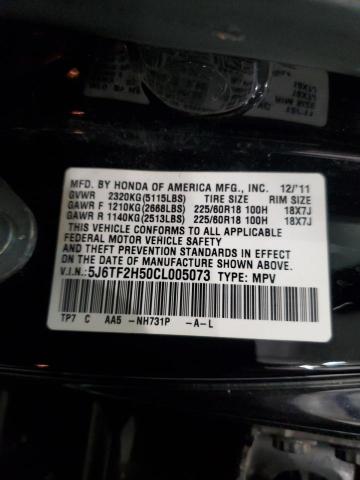 MFD. BY HONDA OF AMERICA MFG., INC. 12/'11
GVWR 2320KG(5115LBS) TIRE SIZE RIM SIZE
GAWR F 1210KG(2668LBS) 225/60R18 100H 18X7J
GAWR R 1140KG(2513LBS) 225/60R18 100H 18X7J
THIS VEHICLE CONFORMS TO ALL APPLICABLE
FEDERAL MOTOR VEHICLE SAFETY, BUMPER, AND
THEFT PREVENTION STANDARDS IN EFFECT ON
THE DATE OF MANUFACTURE SHOWN ABOVE.
V.I.N.: 5J6TF2H50CL005073 TYPE: MPV
TP7 C AA5 -NH731P -A-L